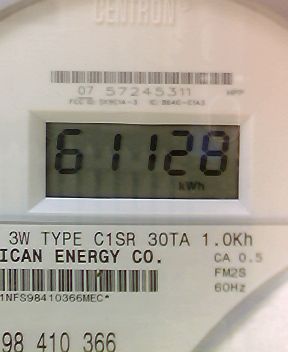 CENTRON
07 57245311
61128
kWh
3W TYPE C1SR 30TA 1.0Kh
ICAN ENERGY CO.
CA 0.5
FM2S
60Hz
1NFS98410366MEC*
98 410 366